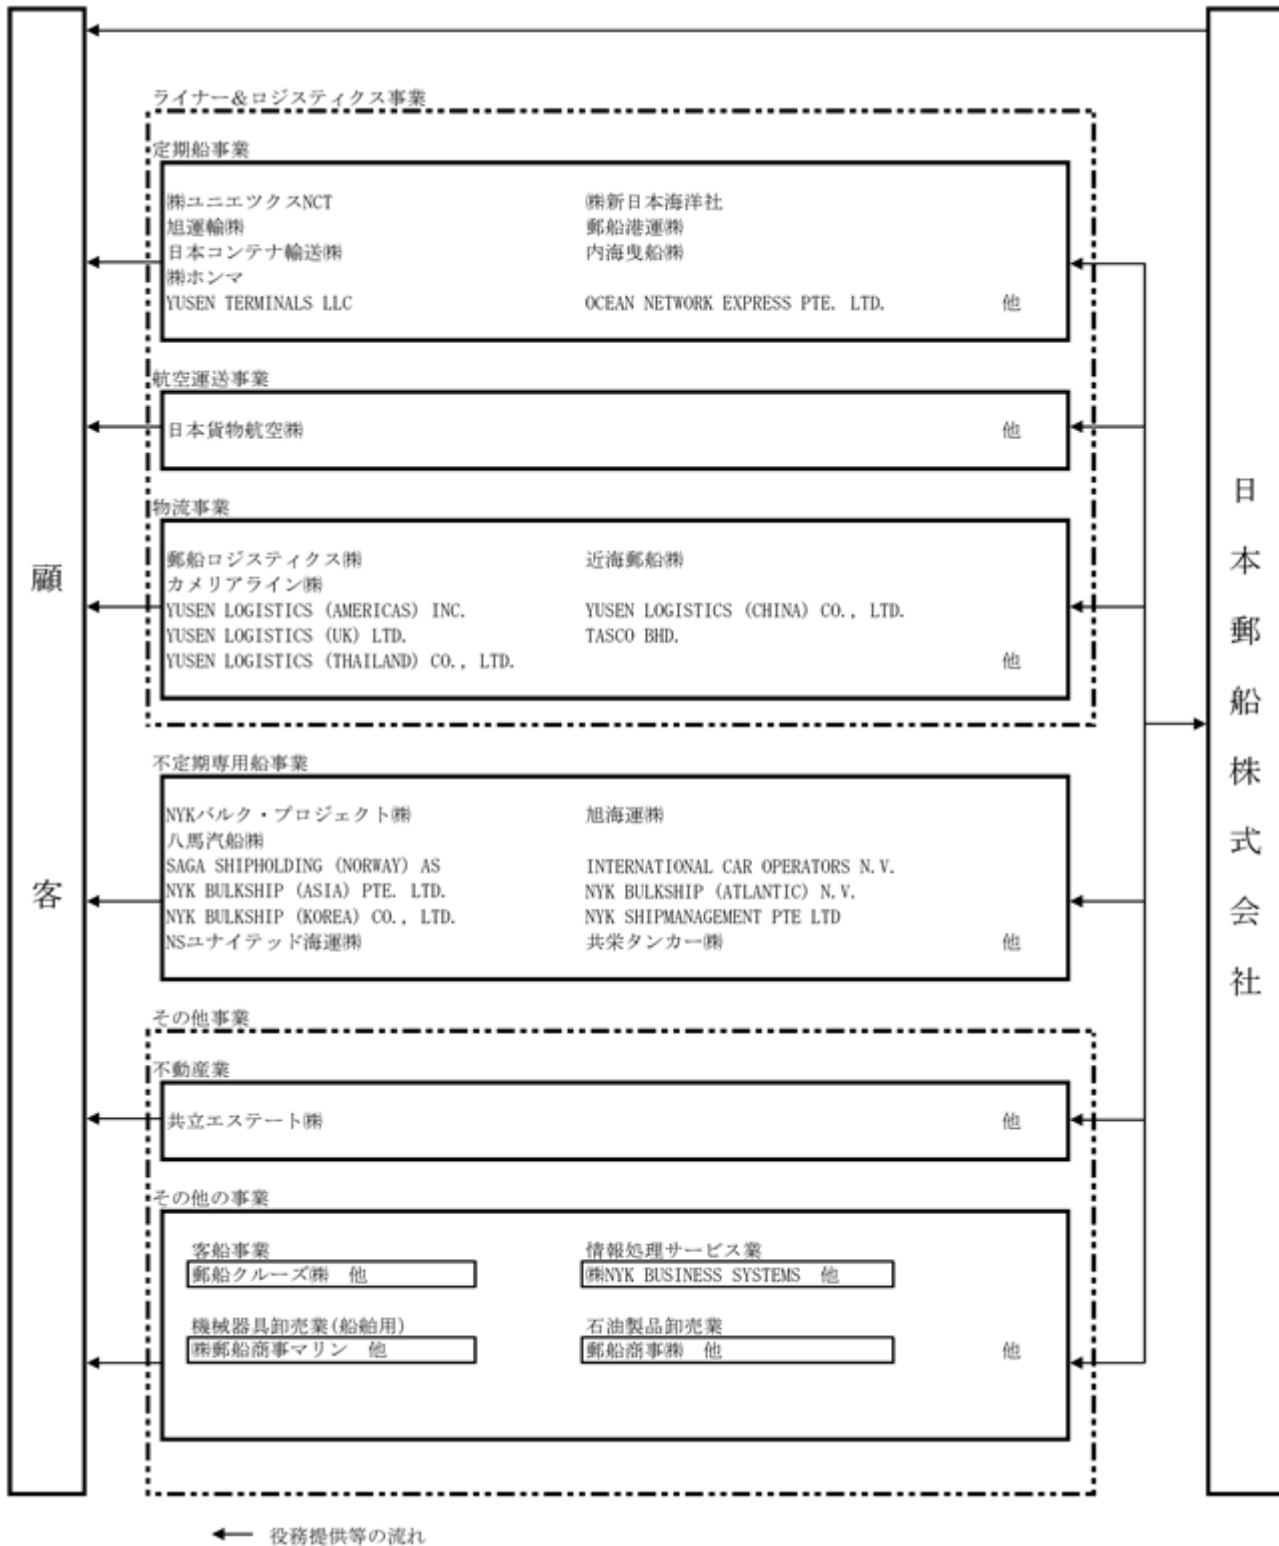 ライナー&ロジスティクス事業
定期船事業
㈱ユニエツクスNCT ㈱新日本海洋社
旭運輸㈱ 郵船港運㈱
日本コンテナ輸送㈱ 内海曳船㈱
㈱ホンマ
YUSEN TERMINALS LLC OCEAN NETWORK EXPRESS PTE. LTD. 他
航空運送事業
日本貨物航空㈱ 他
物流事業
郵船ロジスティクス㈱ 近海郵船㈱
カメリアライン㈱
YUSEN LOGISTICS (AMERICAS) INC. YUSEN LOGISTICS (CHINA) CO., LTD.
YUSEN LOGISTICS (UK) LTD. TASCO BHD.
YUSEN LOGISTICS (THAILAND) CO., LTD. 他
不定期専用船事業
NYKバルク・プロジェクト㈱ 旭海運㈱
八馬汽船㈱
SAGA SHIPHOLDING (NORWAY) AS INTERNATIONAL CAR OPERATORS N.V.
NYK BULKSHIP (ASIA) PTE. LTD. NYK BULKSHIP (ATLANTIC) N.V.
NYK BULKSHIP (KOREA) CO., LTD. NYK SHIPMANAGEMENT PTE LTD
NSユナイテッド海運㈱ 共栄タンカー㈱ 他
その他事業
不動産業
共立エステート㈱ 他
その他の事業
客船事業 情報処理サービス業
郵船クルーズ㈱ 他 ㈱NYK BUSINESS SYSTEMS 他
機械器具卸売業(船舶用) 石油製品卸売業
㈱郵船商事マリン 他 郵船商事㈱ 他 他
顧客
日本郵船株式会社
役務提供等の流れ